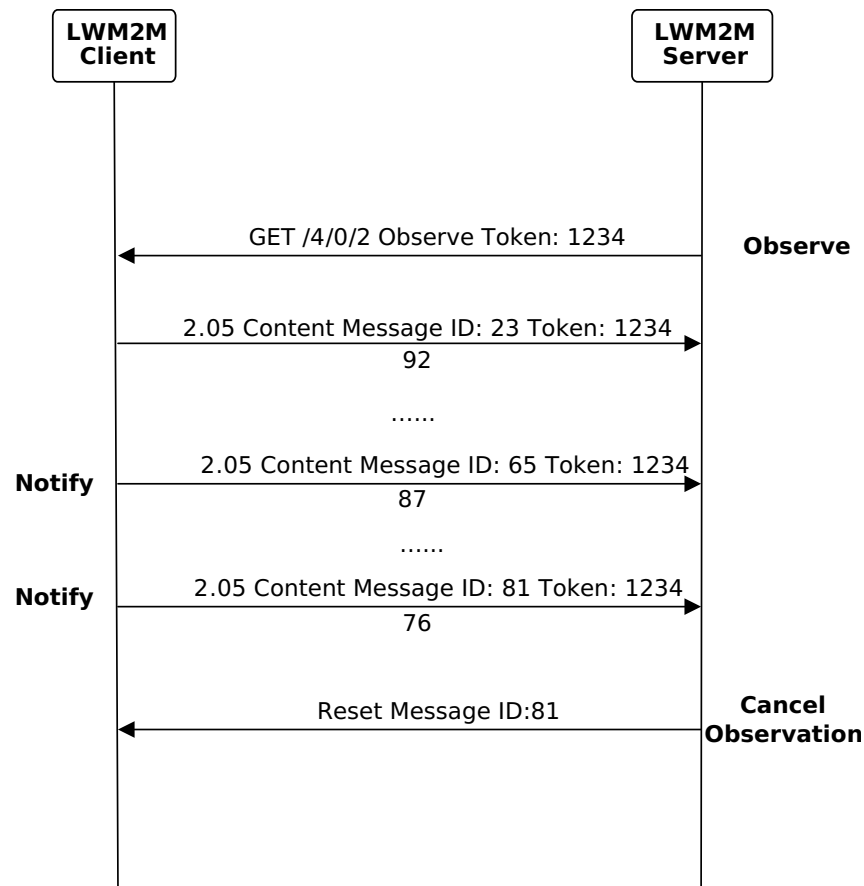 LWM2M
Client
LWM2M
Server
GET /4/0/2 Observe Token: 1234
Observe
2.05 Content Message ID: 23 Token: 1234
92
......
2.05 Content Message ID: 65 Token: 1234
Notify
87
......
2.05 Content Message ID: 81 Token: 1234
Notify
76
Reset Message ID:81
Cancel
Observation